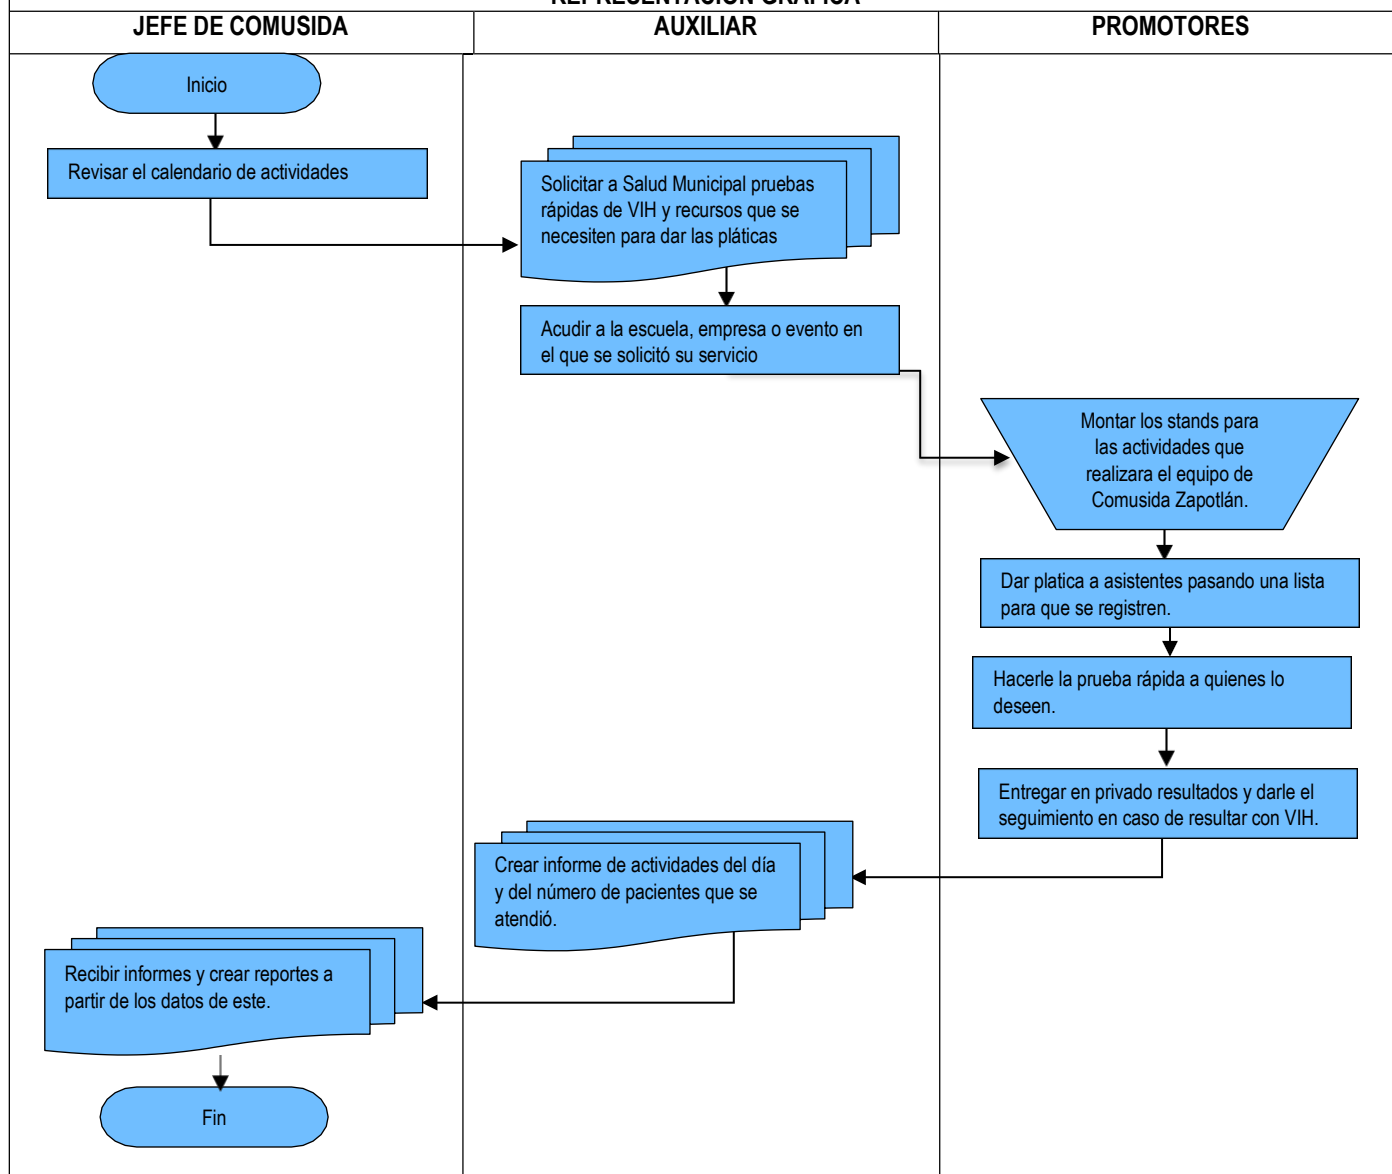 REPRESENTACIÓN GRÁFICA
JEFE DE COMUSIDA
AUXILIAR
PROMOTORES
Inicio
Revisar el calendario de actividades
Solicitar a Salud Municipal pruebas
rápidas de VIH y recursos que se
necesiten para dar las pláticas
Acudir a la escuela, empresa o evento en
el que se solicitó su servicio
Montar los stands para
las actividades que
realizara el equipo de
Comusida Zapotlán.
Dar platica a asistentes pasando una lista
para que se registren.
Hacerle la prueba rápida a quienes lo
deseen.
Entregar en privado resultados y darle el
seguimiento en caso de resultar con VIH.
Crear informe de actividades del día
y del número de pacientes que se
atendió.
Recibir informes y crear reportes a
partir de los datos de este.
Fin